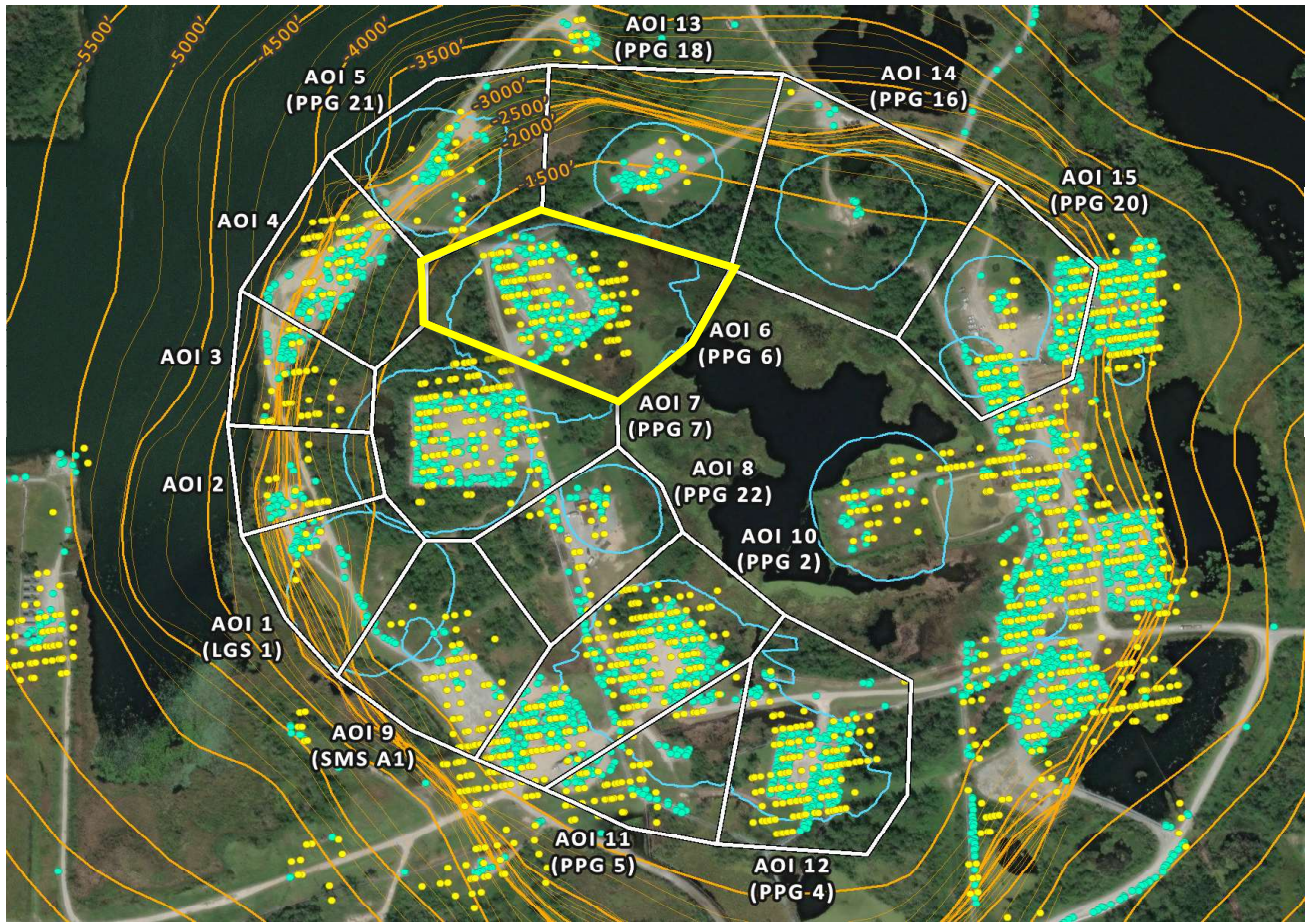 -5500'
-5000'
-4500'
-4000'
-3500'
-3000'
-2500'
-2000'
-1500'
AOI 13
(PPG 18)
AOI 5
(PPG 21)
AOI 14
(PPG 16)
AOI 15
(PPG 20)
AOI 4
AOI 3
AOI 6
(PPG 6)
AOI 7
(PPG 7)
AOI 2
AOI 8
(PPG 22)
AOI 10
(PPG 2)
AOI 1
(LGS 1)
AOI 9
(SMS A1)
AOI 11
(PPG 5)
AOI 12
(PPG 4)